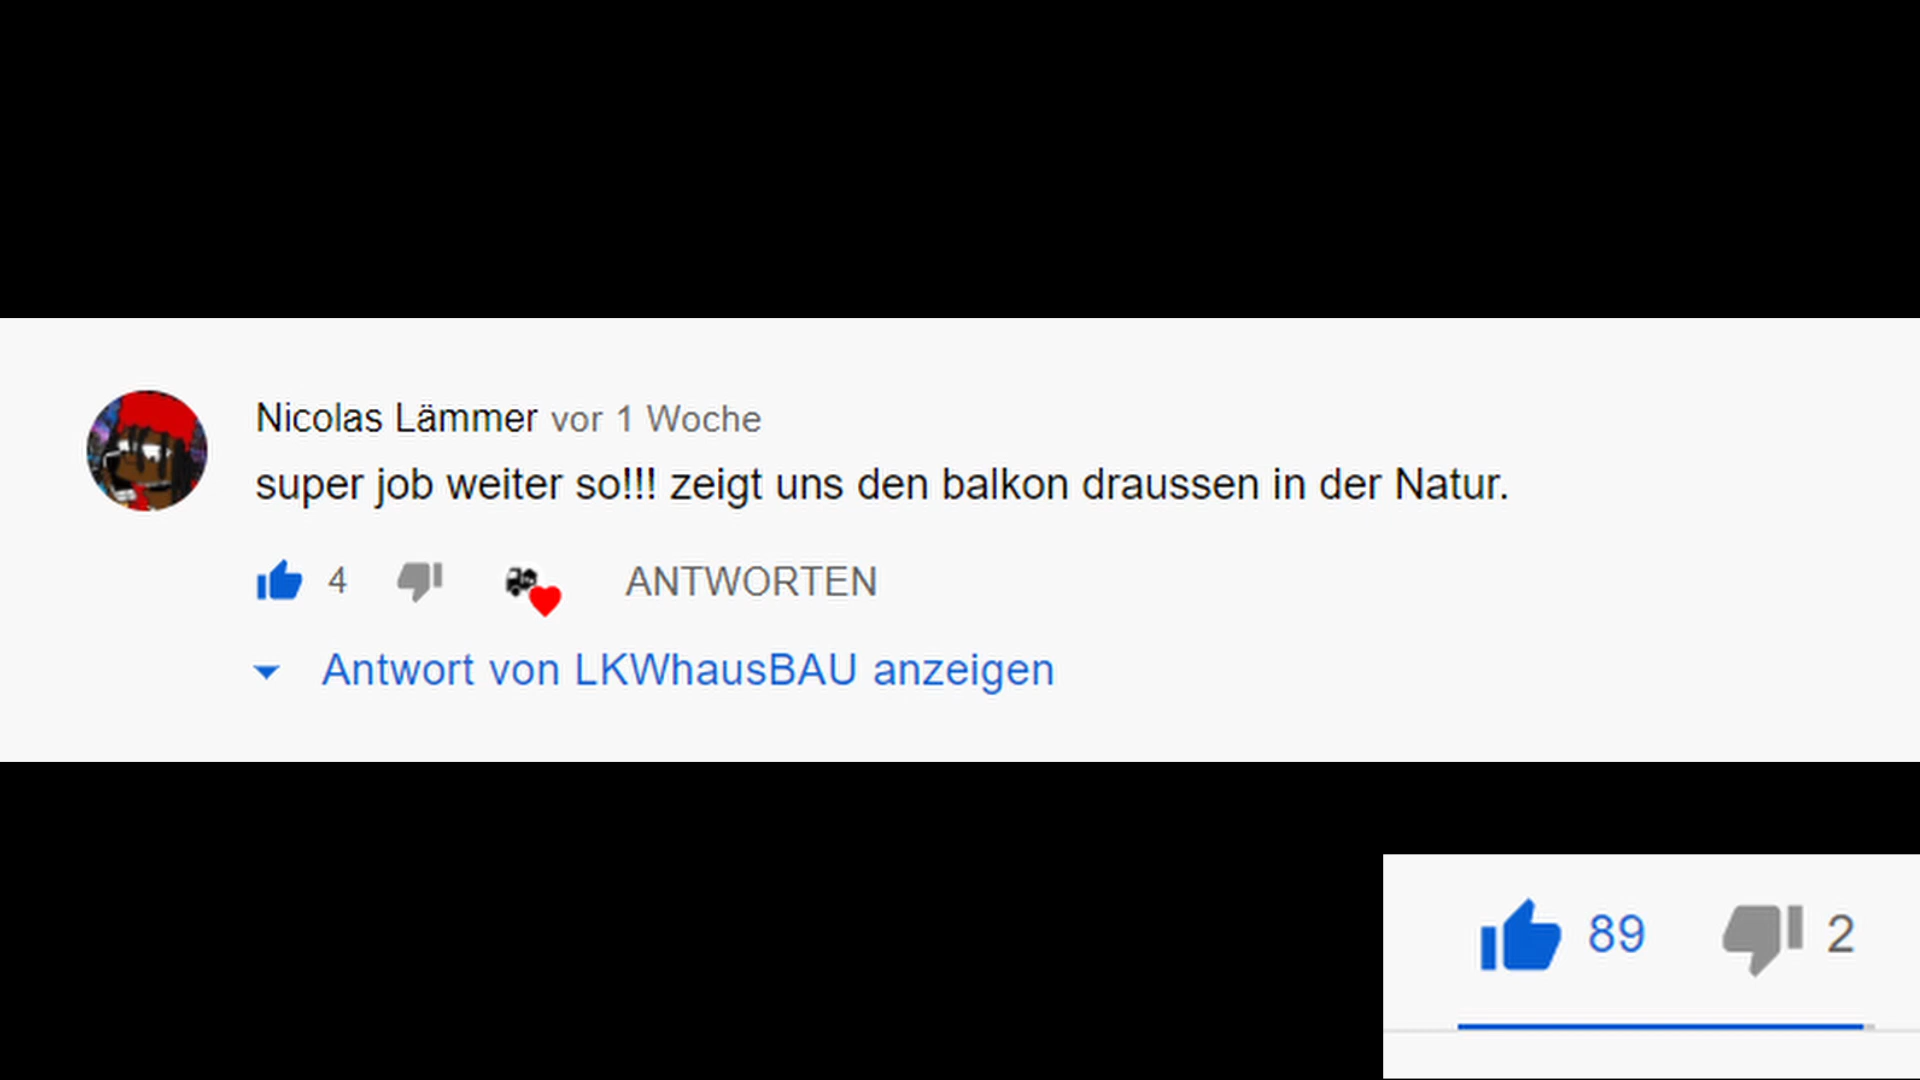 Nicolas Lämmer vor 1 Woche
super job weiter so!!! zeigt uns den balkon draussen in der Natur.
4 ANTWORTEN
Antwort von LKWhausBAU anzeigen
89 2